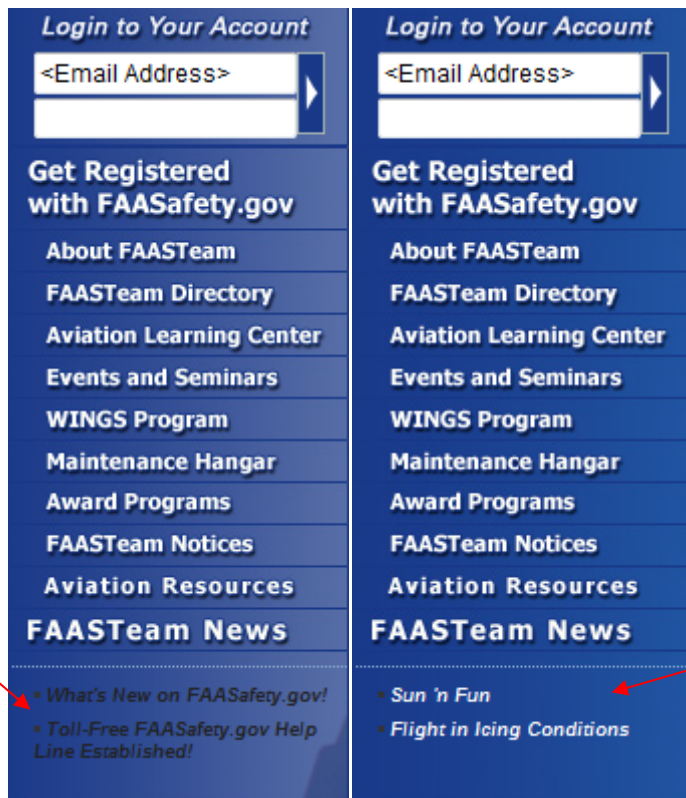 Login to Your Account
<Email Address>
Get Registered
with FAASafety.gov
About FAASTeam
FAASTeam Directory
Aviation Learning Center
Events and Seminars
WINGS Program
Maintenance Hangar
Award Programs
FAASTeam Notices
Aviation Resources
FAASTeam News
▪ What's New on FAASafety.gov!
▪ Toll-Free FAASafety.gov Help
Line Established!
Login to Your Account
<Email Address>
Get Registered
with FAASafety.gov
About FAASTeam
FAASTeam Directory
Aviation Learning Center
Events and Seminars
WINGS Program
Maintenance Hangar
Award Programs
FAASTeam Notices
Aviation Resources
FAASTeam News
▪ Sun 'n Fun
▪ Flight in Icing Conditions